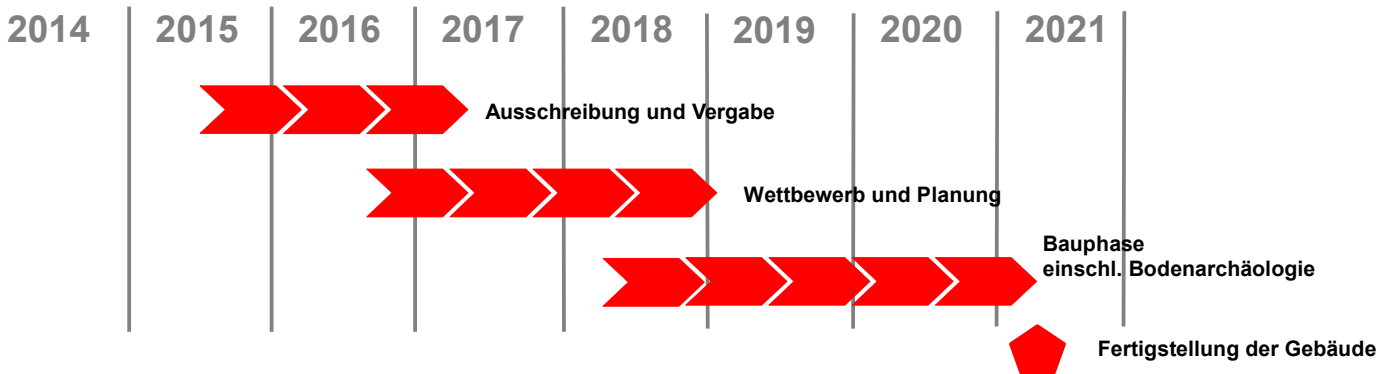 2014 2015 2016 2017 2018 2019 2020 2021
Ausschreibung und Vergabe
Wettbewerb und Planung
Bauphase
einschl. Bodenarchäologie
Fertigstellung der Gebäude